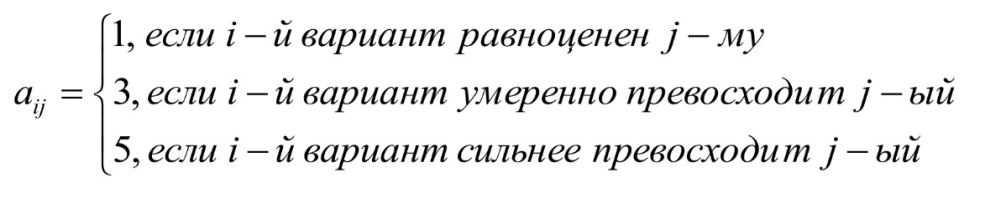 1, если i – й вариант равноценен j – му
a_ij = { 3, если i – й вариант умеренно превосходит j – ый
5, если i – й вариант сильнее превосходит j – ый